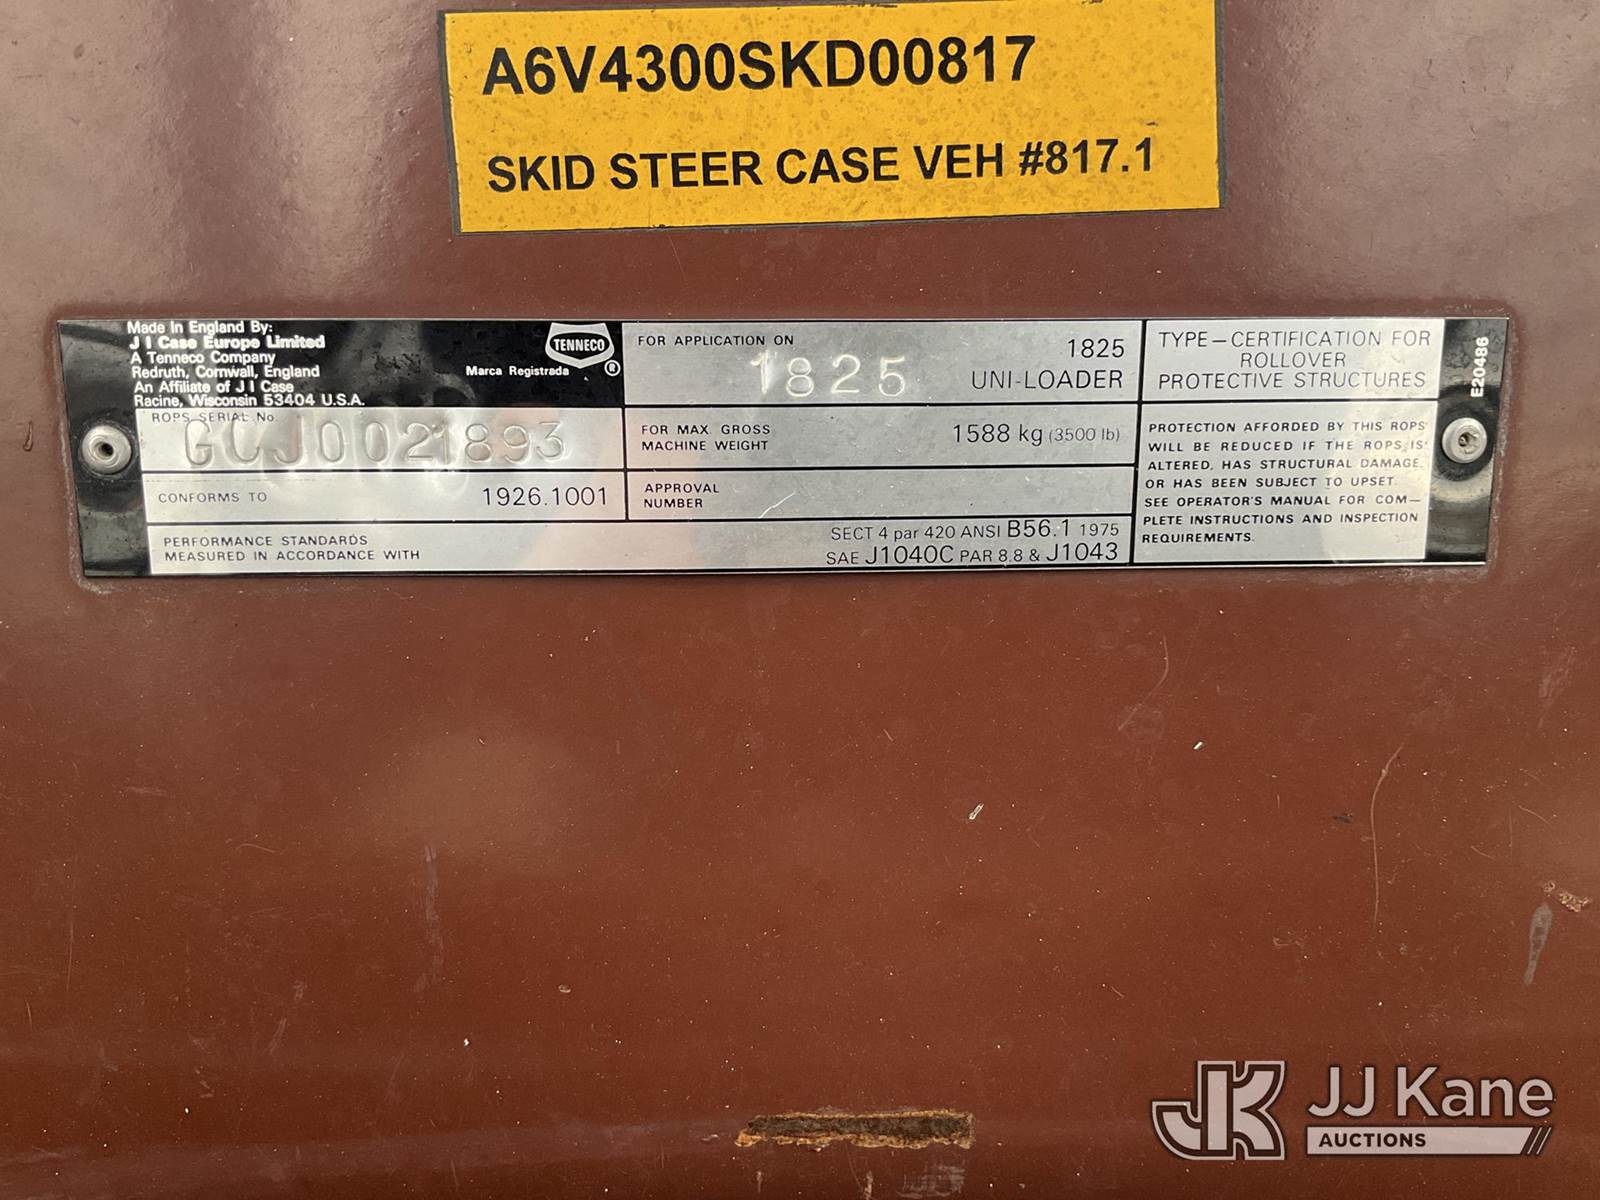 A6V4300SKD00817
SKID STEER CASE VEH #817.1
Made In England By:
J I Case Europe Limited
A Tenneco Company
Redruth, Cornwall, England
An Affiliate of J I Case
Racine, Wisconsin 53404 U.S.A.
TENNECO
Marca Registrada ®
ROPS SERIAL No.
GCJ0021893
CONFORMS TO 1926.1001
PERFORMANCE STANDARDS
MEASURED IN ACCORDANCE WITH
SECT 4 par 420 ANSI B56.1 1975
SAE J1040C PAR 8.8 & J1043
FOR APPLICATION ON
1825
1825
UNI-LOADER
FOR MAX. GROSS
MACHINE WEIGHT
1588 kg (3500 lb)
APPROVAL
NUMBER
TYPE–CERTIFICATION FOR
ROLLOVER
PROTECTIVE STRUCTURES
PROTECTION AFFORDED BY THIS ROPS
WILL BE REDUCED IF THE ROPS IS
ALTERED, HAS STRUCTURAL DAMAGE
OR HAS BEEN SUBJECT TO UPSET.
SEE OPERATOR'S MANUAL FOR COM–
PLETE INSTRUCTIONS AND INSPECTION
REQUIREMENTS.
E20486
JK JJ Kane
AUCTIONS